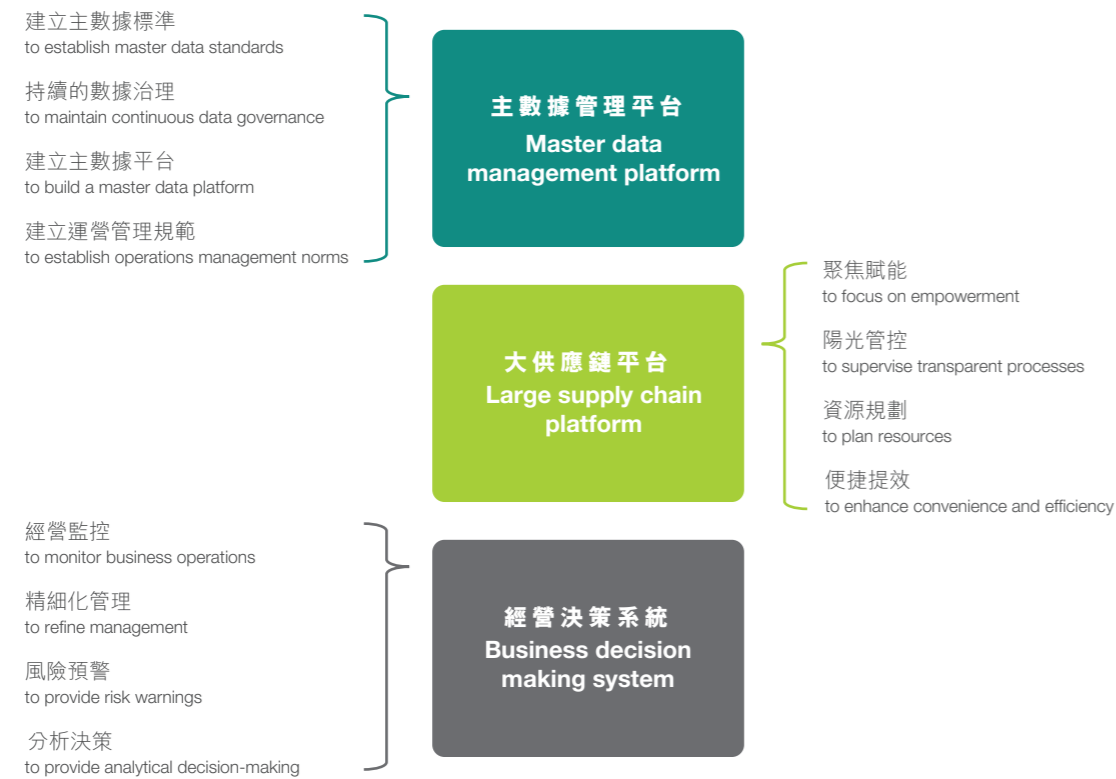 建立主數據標準
to establish master data standards
持續的數據治理
to maintain continuous data governance
建立主數據平台
to build a master data platform
建立運營管理規範
to establish operations management norms
主數據管理平台
Master data
management platform
大供應鏈平台
Large supply chain
platform
聚焦賦能
to focus on empowerment
陽光管控
to supervise transparent processes
資源規劃
to plan resources
便捷提效
to enhance convenience and efficiency
經營監控
to monitor business operations
精細化管理
to refine management
風險預警
to provide risk warnings
分析決策
to provide analytical decision-making
經營決策系統
Business decision
making system